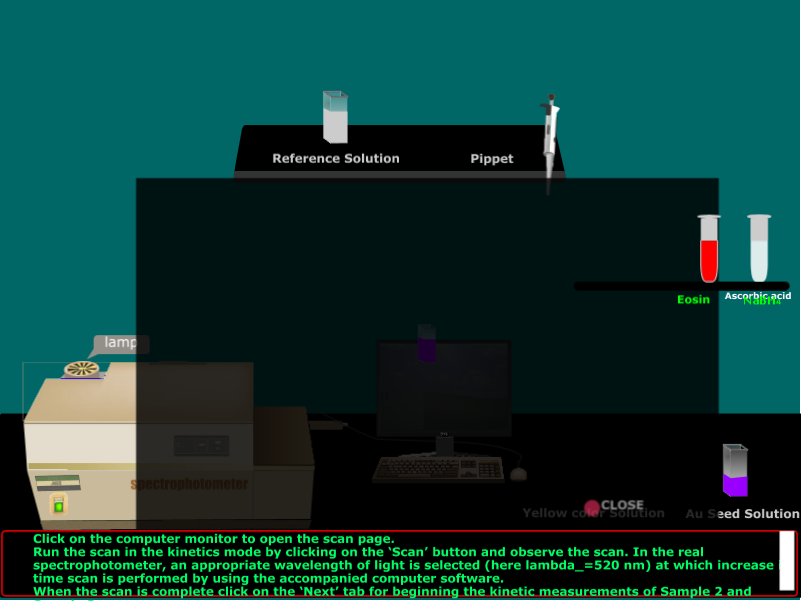 Reference Solution
Pippet
Eosin
Ascorbic acid
lamp
spectrophotometer
CLOSE
Yellow color Solution
Au Seed Solution
Click on the computer monitor to open the scan page.
Run the scan in the kinetics mode by clicking on the ‘Scan’ button and observe the scan. In the real
spectrophotometer, an appropriate wavelength of light is selected (here lambda_=520 nm) at which increase
time scan is performed by using the accompanied computer software.
When the scan is complete click on the ‘Next’ tab for beginning the kinetic measurements of Sample 2 and